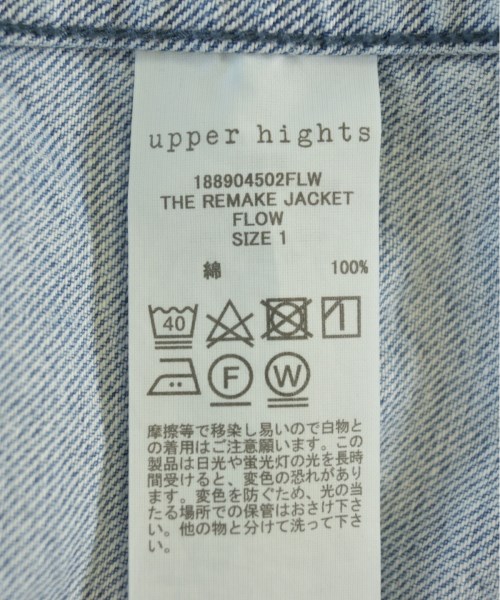 upper hights
188904502FLW
THE REMAKE JACKET
FLOW
SIZE 1
綿 100%
40
F W
摩擦等で移染し易いので白物と
の着用はご注意願います。この
製品は日光や蛍光灯の光を長時
間受けると、変色の恐れがあり
ます。変色を防ぐため、光の当
たる場所での保管はおさけ下さ
い。他の物と分けて洗って下さ
い。